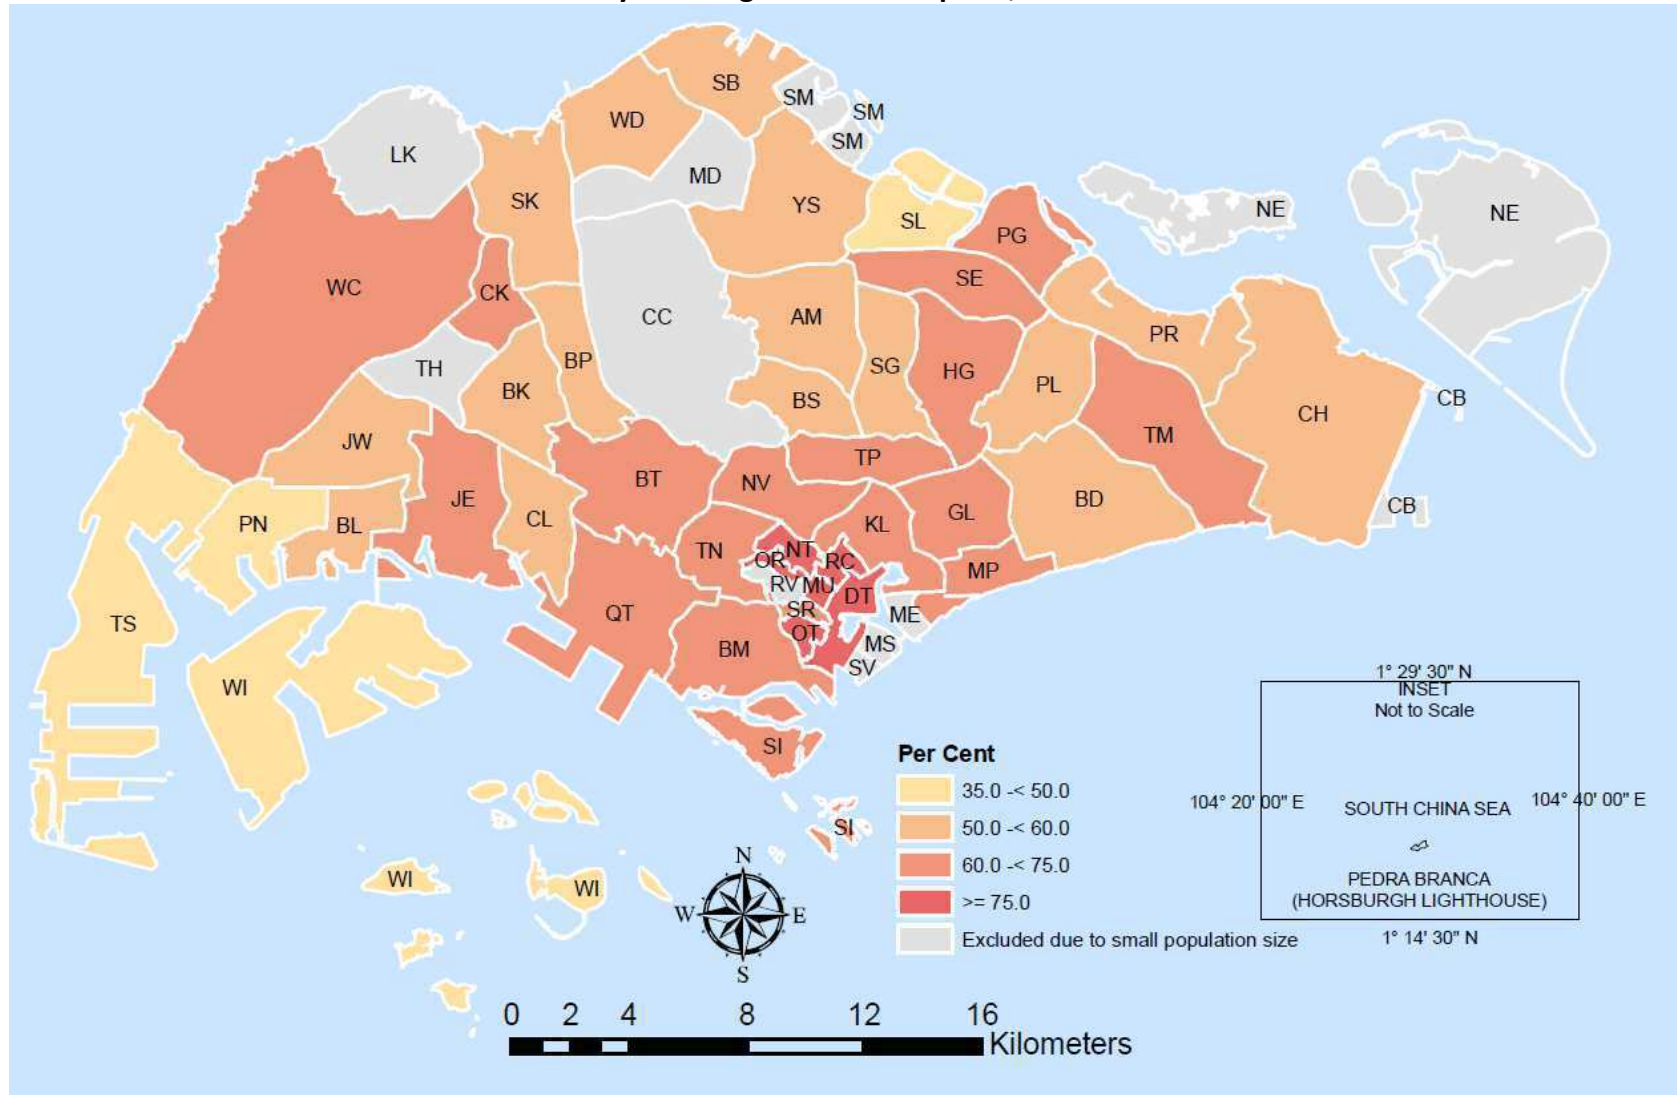 SB
SM
SM
WD
SM
LK
MD
SK
YS
SL
NE
NE
PG
WC
CK
SE
CC
AM
PR
TH
BP
SG
HG
BK
PL
BS
CB
CH
JW
TM
BT
TP
NV
JE
BD
CB
PN
BL
CL
KL
GL
TN
NT
OR
RC
MP
RV
MU
DT
SR
QT
ME
TS
OT
BM
MS
SV
WI
SI
SI
WI
WI
Per Cent
35.0 -< 50.0
50.0 -< 60.0
60.0 -< 75.0
>= 75.0
Excluded due to small population size
1° 29' 30" N
INSET
Not to Scale
104° 20' 00" E
SOUTH CHINA SEA
104° 40' 00" E
PEDRA BRANCA
(HORSBURGH LIGHTHOUSE)
1° 14' 30" N
N
W
E
S
0 2 4 8 12 16
Kilometers